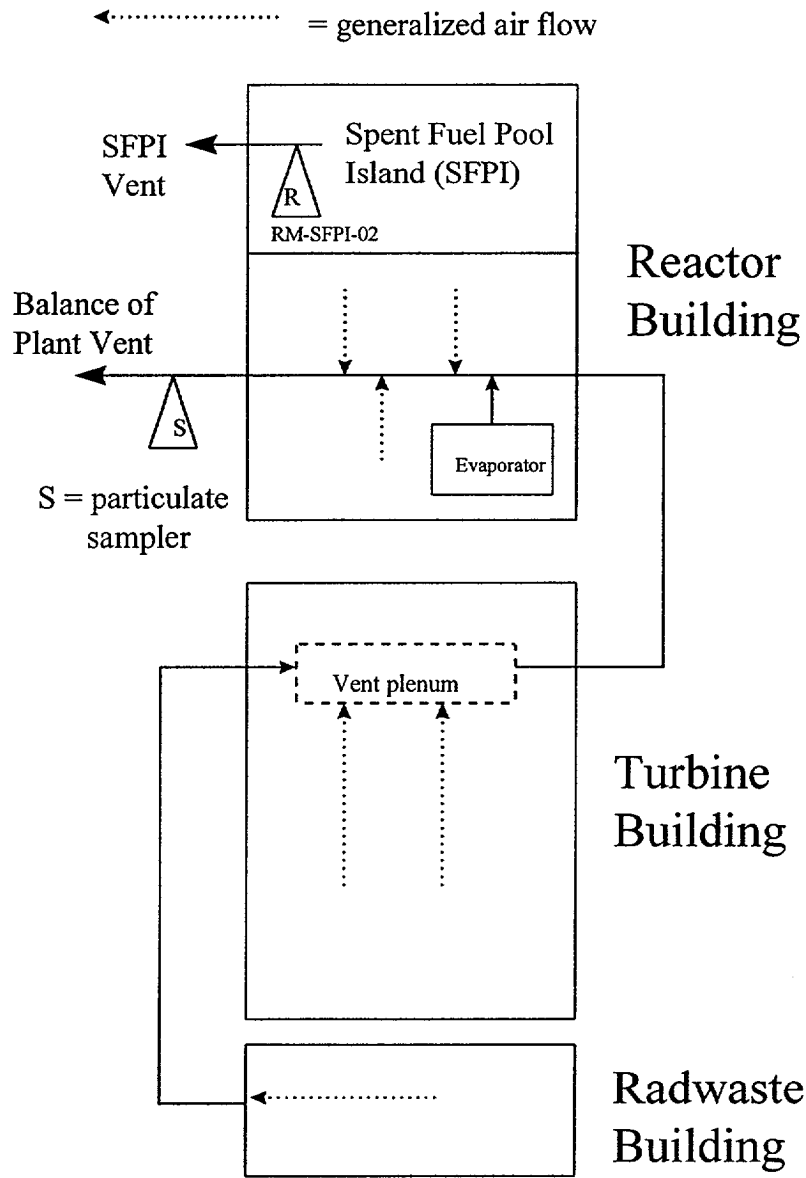 = generalized air flow
SFPI
Vent
Spent Fuel Pool
Island (SFPI)
R
RM-SFPI-02
Reactor
Building
Balance of
Plant Vent
S
Evaporator
S = particulate
sampler
Vent plenum
Turbine
Building
Radwaste
Building